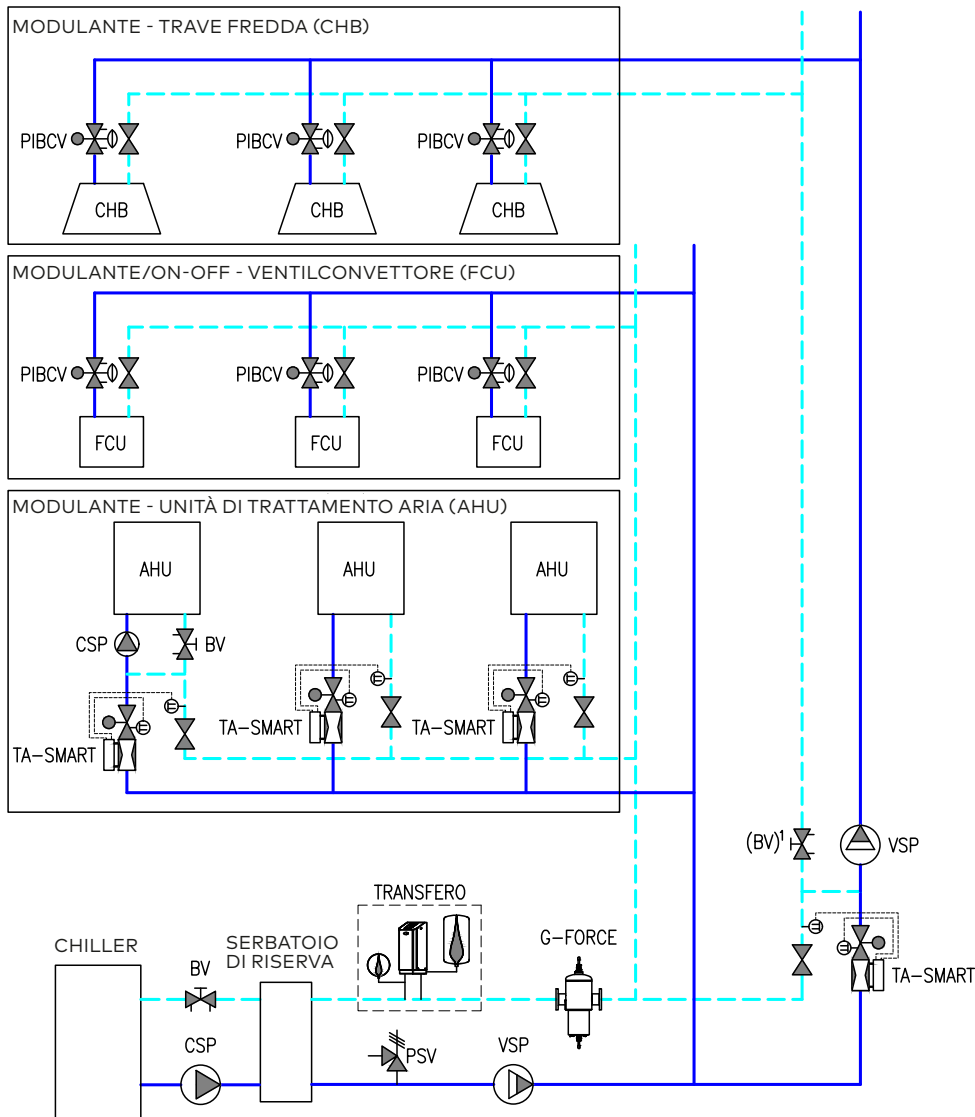 MODULANTE - TRAVE FREDDA (CHB)
PIBCV
PIBCV
PIBCV
CHB
CHB
CHB
MODULANTE/ON-OFF - VENTILCONVETTORE (FCU)
PIBCV
PIBCV
PIBCV
FCU
FCU
FCU
MODULANTE - UNITÀ DI TRATTAMENTO ARIA (AHU)
AHU
AHU
AHU
CSP
BV
TA-SMART
TA-SMART
TA-SMART
(BV)¹
VSP
TA-SMART
TRANSFERO
G-FORCE
CHILLER
BV
SERBATOIO
DI RISERVA
CSP
PSV
VSP